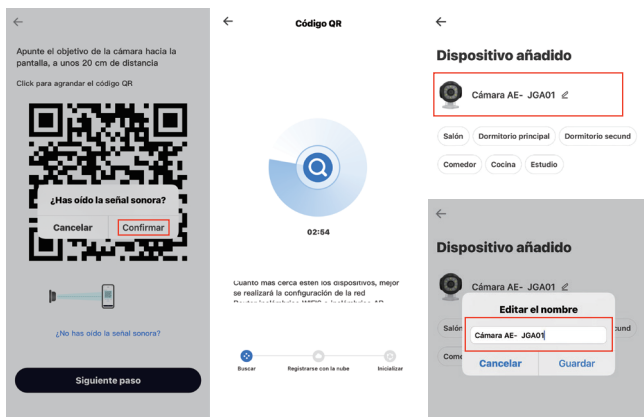 Apunte el objetivo de la cámara hacia la
pantalla, a unos 20 cm de distancia
Click para agrandar el código QR
¿Has oído la señal sonora?
Cancelar
Confirmar
¿No has oído la señal sonora?
Siguiente paso
Código QR
02:54
Cuanto más cerca estén los dispositivos, mejor
se realizará la configuración de la red
Buscar
Registrarse con la nube
Inicializar
Dispositivo añadido
Cámara AE- JGA01
Salón
Dormitorio principal
Dormitorio secund
Comedor
Cocina
Estudio
Dispositivo añadido
Cámara AE- JGA01
Editar el nombre
Salón
cund
Cámara AE- JGA01
Come
Cancelar
Guardar